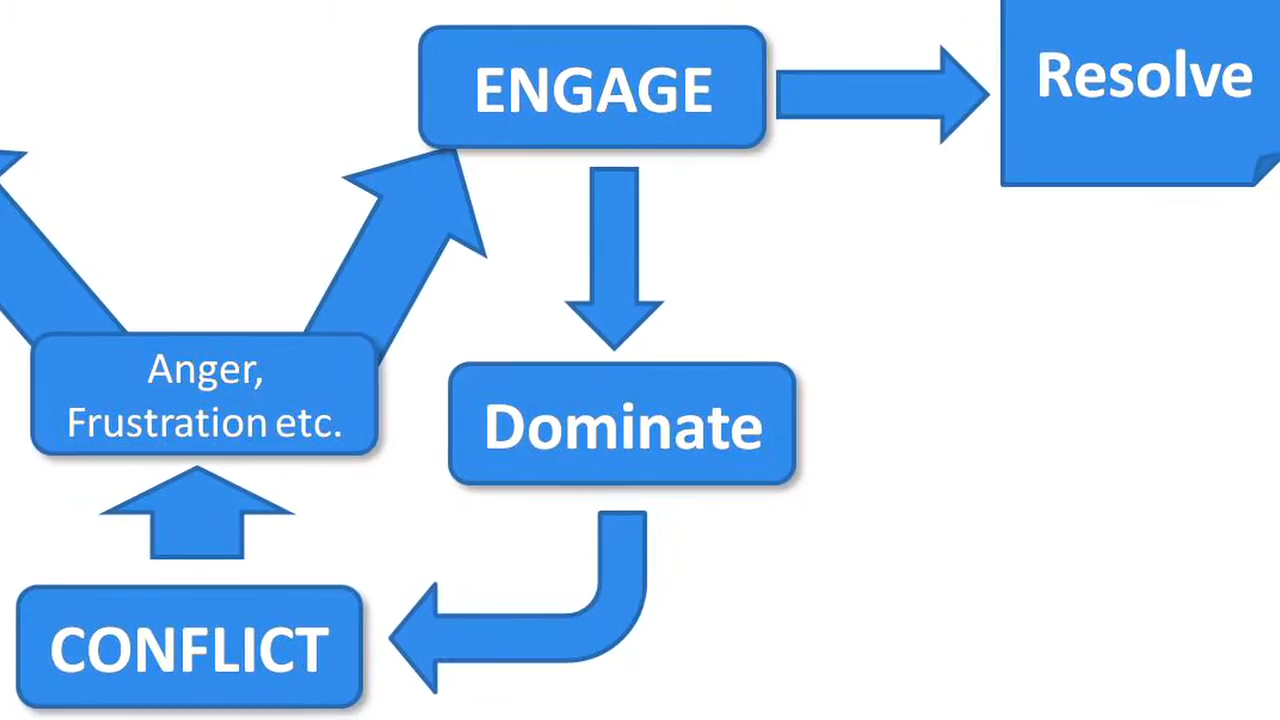 ENGAGE
Resolve
Anger,
Frustration etc.
Dominate
CONFLICT